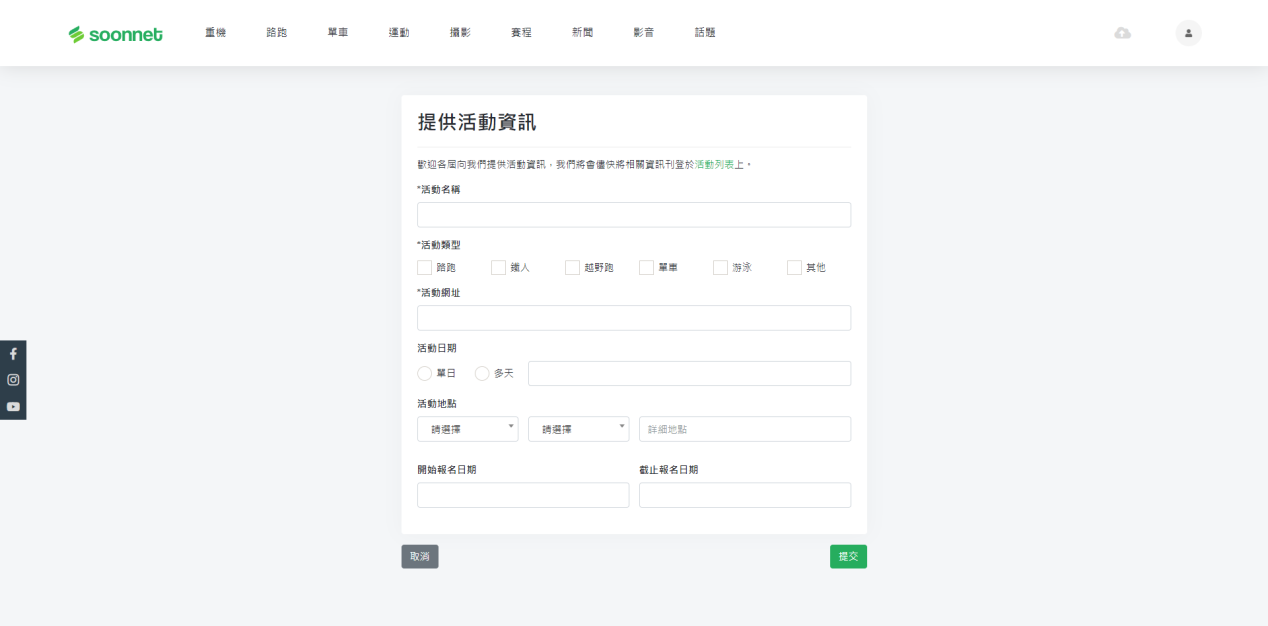 soonnet 重機 路跑 單車 運動 攝影 賽程 新聞 影音 話題
提供活動資訊
歡迎各屆向我們提供活動資訊，我們將會儘快將相關資訊刊登於活動列表上。
*活動名稱
*活動類型
路跑 鐵人 越野跑 單車 游泳 其他
*活動網址
活動日期
單日 多天
活動地點
請選擇 請選擇 詳細地點
開始報名日期 截止報名日期
取消 提交